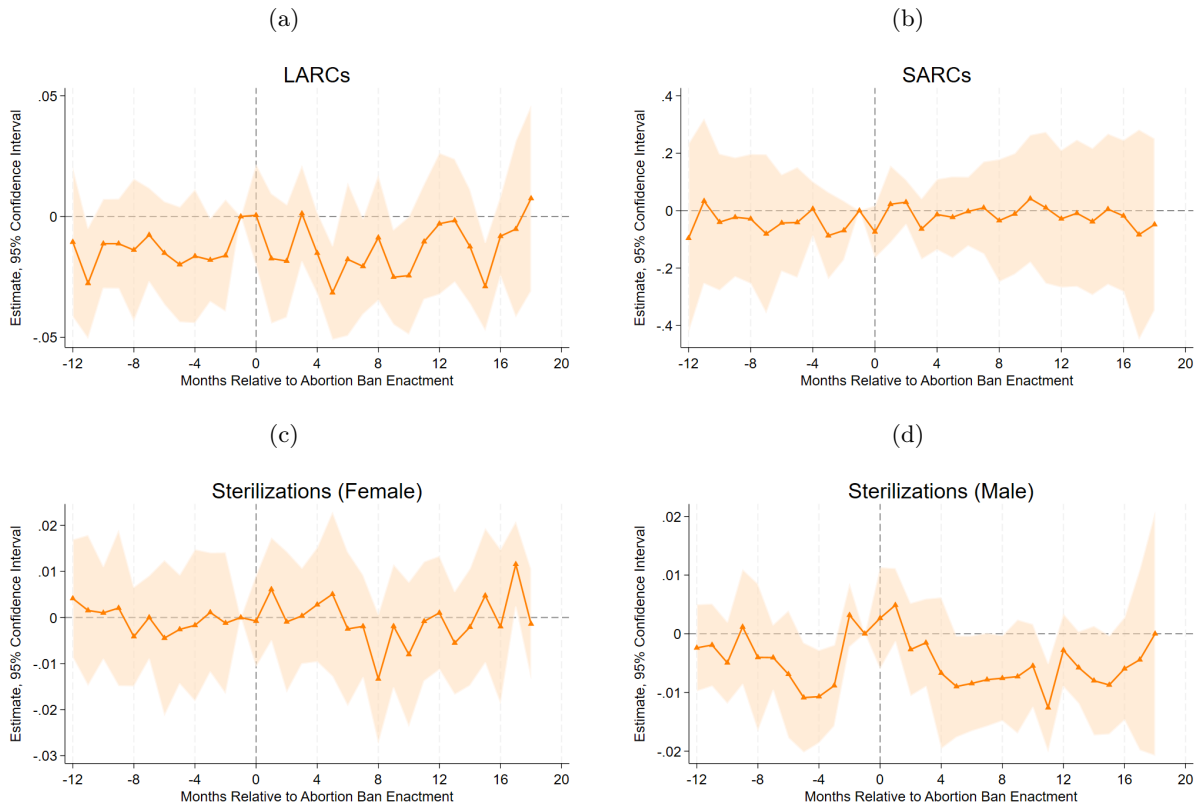 (a)
LARCs
Estimate, 95% Confidence Interval
.05
0
-.05
-12 -8 -4 0 4 8 12 16 20
Months Relative to Abortion Ban Enactment
(b)
SARCs
Estimate, 95% Confidence Interval
.4
.2
0
-.2
-.4
-12 -8 -4 0 4 8 12 16 20
Months Relative to Abortion Ban Enactment
(c)
Sterilizations (Female)
Estimate, 95% Confidence Interval
.02
.01
0
-.01
-.02
-.03
-12 -8 -4 0 4 8 12 16 20
Months Relative to Abortion Ban Enactment
(d)
Sterilizations (Male)
Estimate, 95% Confidence Interval
.02
.01
0
-.01
-.02
-12 -8 -4 0 4 8 12 16 20
Months Relative to Abortion Ban Enactment